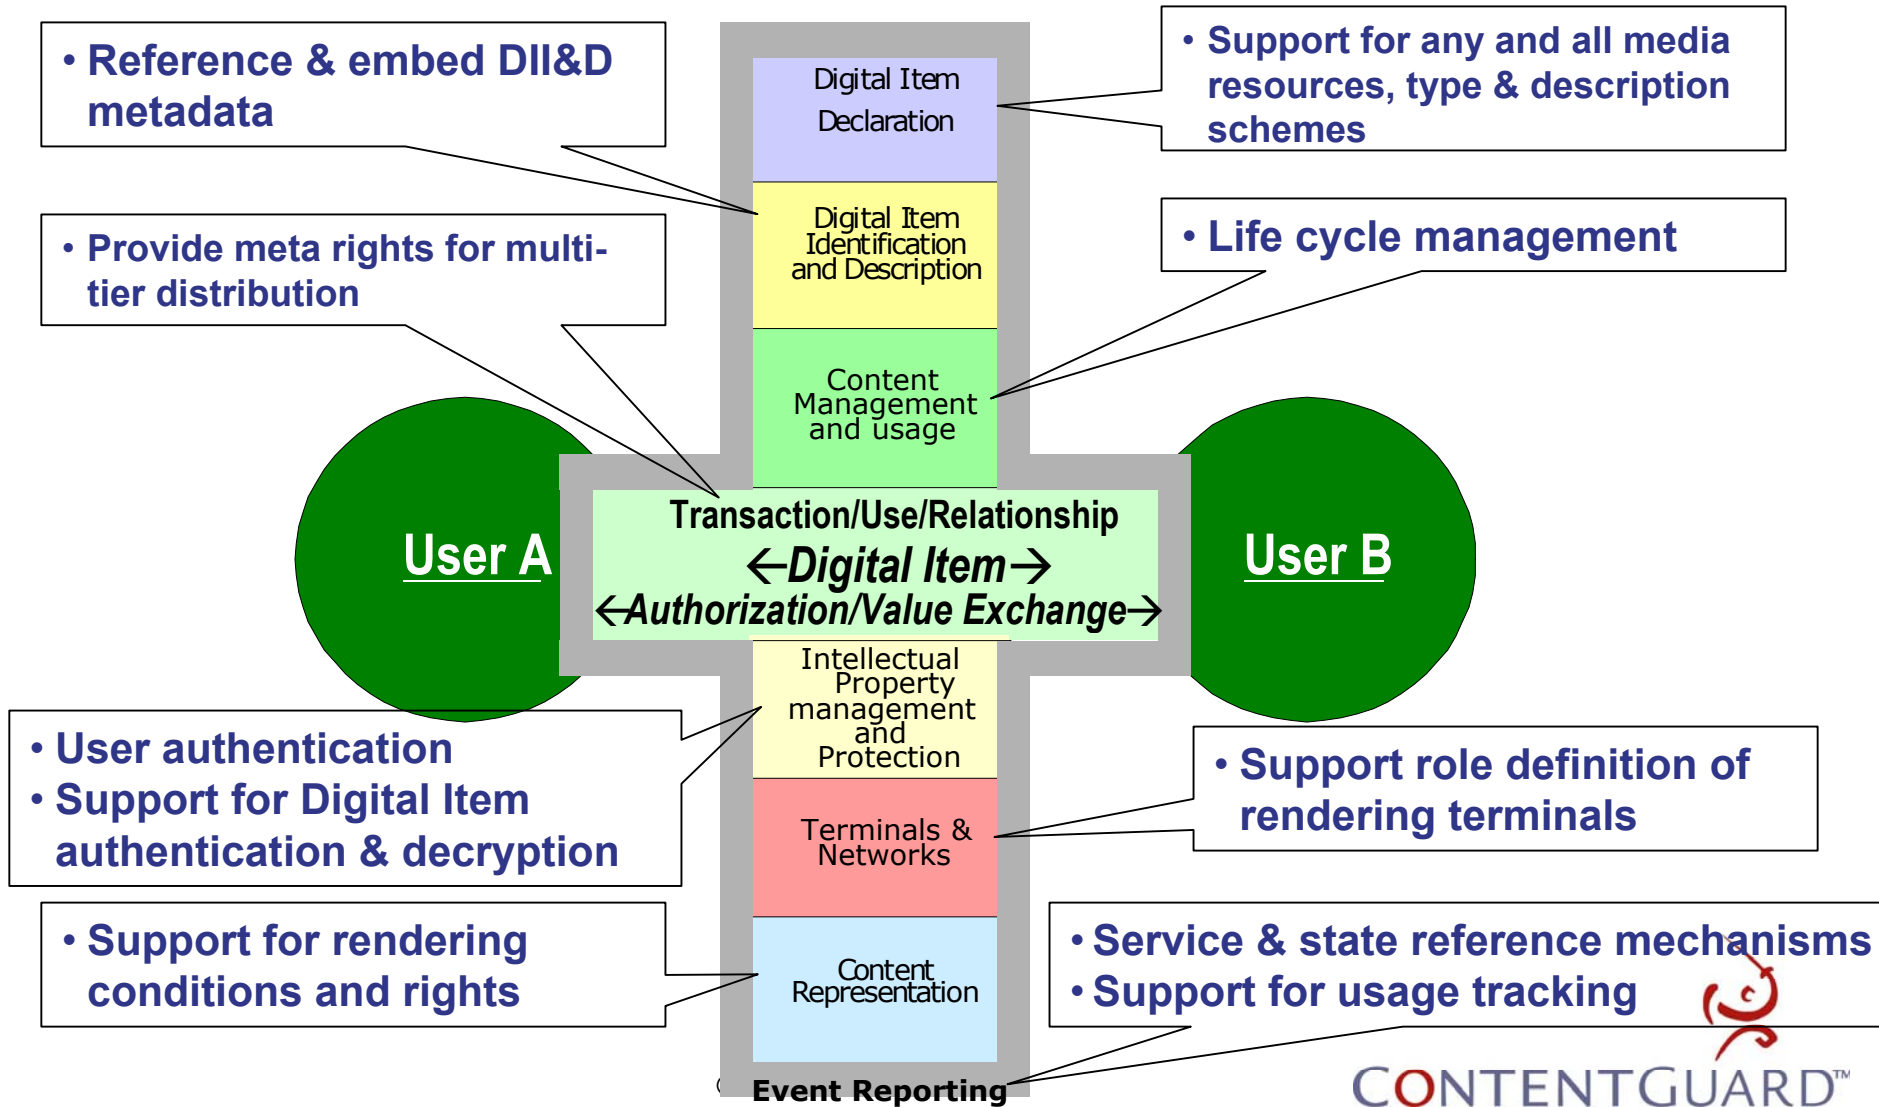 • Reference & embed DII&D
metadata
• Support for any and all media
resources, type & description
schemes
Digital Item
Declaration
• Provide meta rights for multi-
tier distribution
Digital Item
Identification
and Description
• Life cycle management
Content
Management
and usage
User A
Transaction/Use/Relationship
←Digital Item→
←Authorization/Value Exchange→
User B
Intellectual
Property
management
and
Protection
• User authentication
• Support for Digital Item
authentication & decryption
• Support role definition of
rendering terminals
Terminals &
Networks
• Support for rendering
conditions and rights
Content
Representation
• Service & state reference mechanisms
• Support for usage tracking
Event Reporting
CONTENTGUARD™